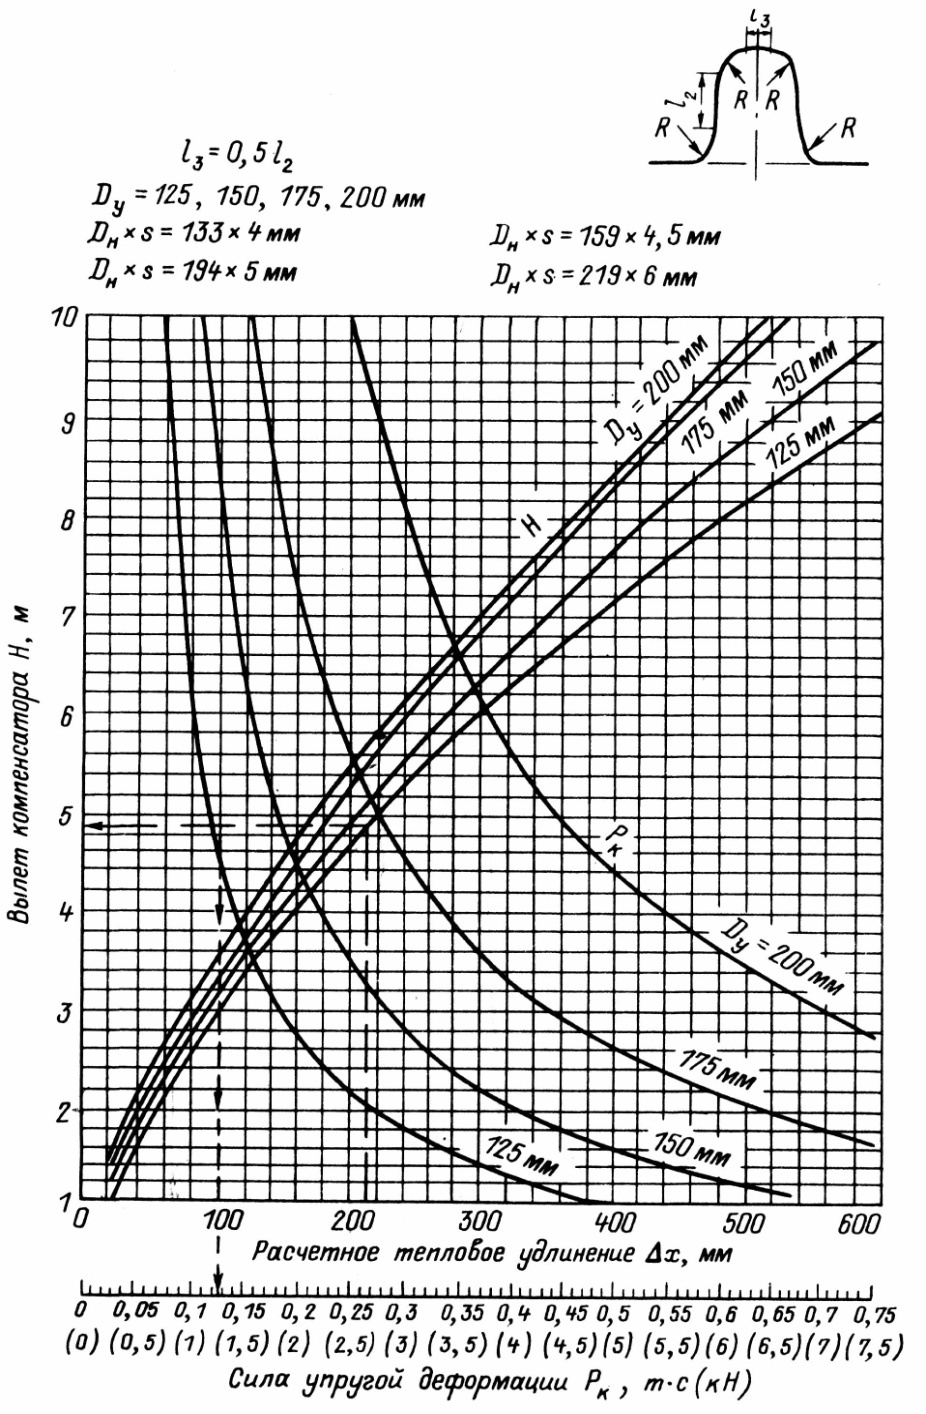 l₃
l₂
R R
R R
l₃ = 0,5 l₂
Dу = 125, 150, 175, 200 мм
Dн × s = 133 × 4 мм Dн × s = 159 × 4,5 мм
Dн × s = 194 × 5 мм Dн × s = 219 × 6 мм
10
9
8
7
6
5
4
3
2
1
Вылет компенсатора H, м
Dу = 200 мм
175 мм
150 мм
125 мм
H
Pк
Dу = 200 мм
175 мм
150 мм
125 мм
0 100 200 300 400 500 600
Расчетное тепловое удлинение Δx, мм
0 0,05 0,1 0,15 0,2 0,25 0,3 0,35 0,4 0,45 0,5 0,55 0,6 0,65 0,7 0,75
(0) (0,5) (1) (1,5) (2) (2,5) (3) (3,5) (4) (4,5) (5) (5,5) (6) (6,5) (7) (7,5)
Сила упругой деформации Pк, т·с (кН)